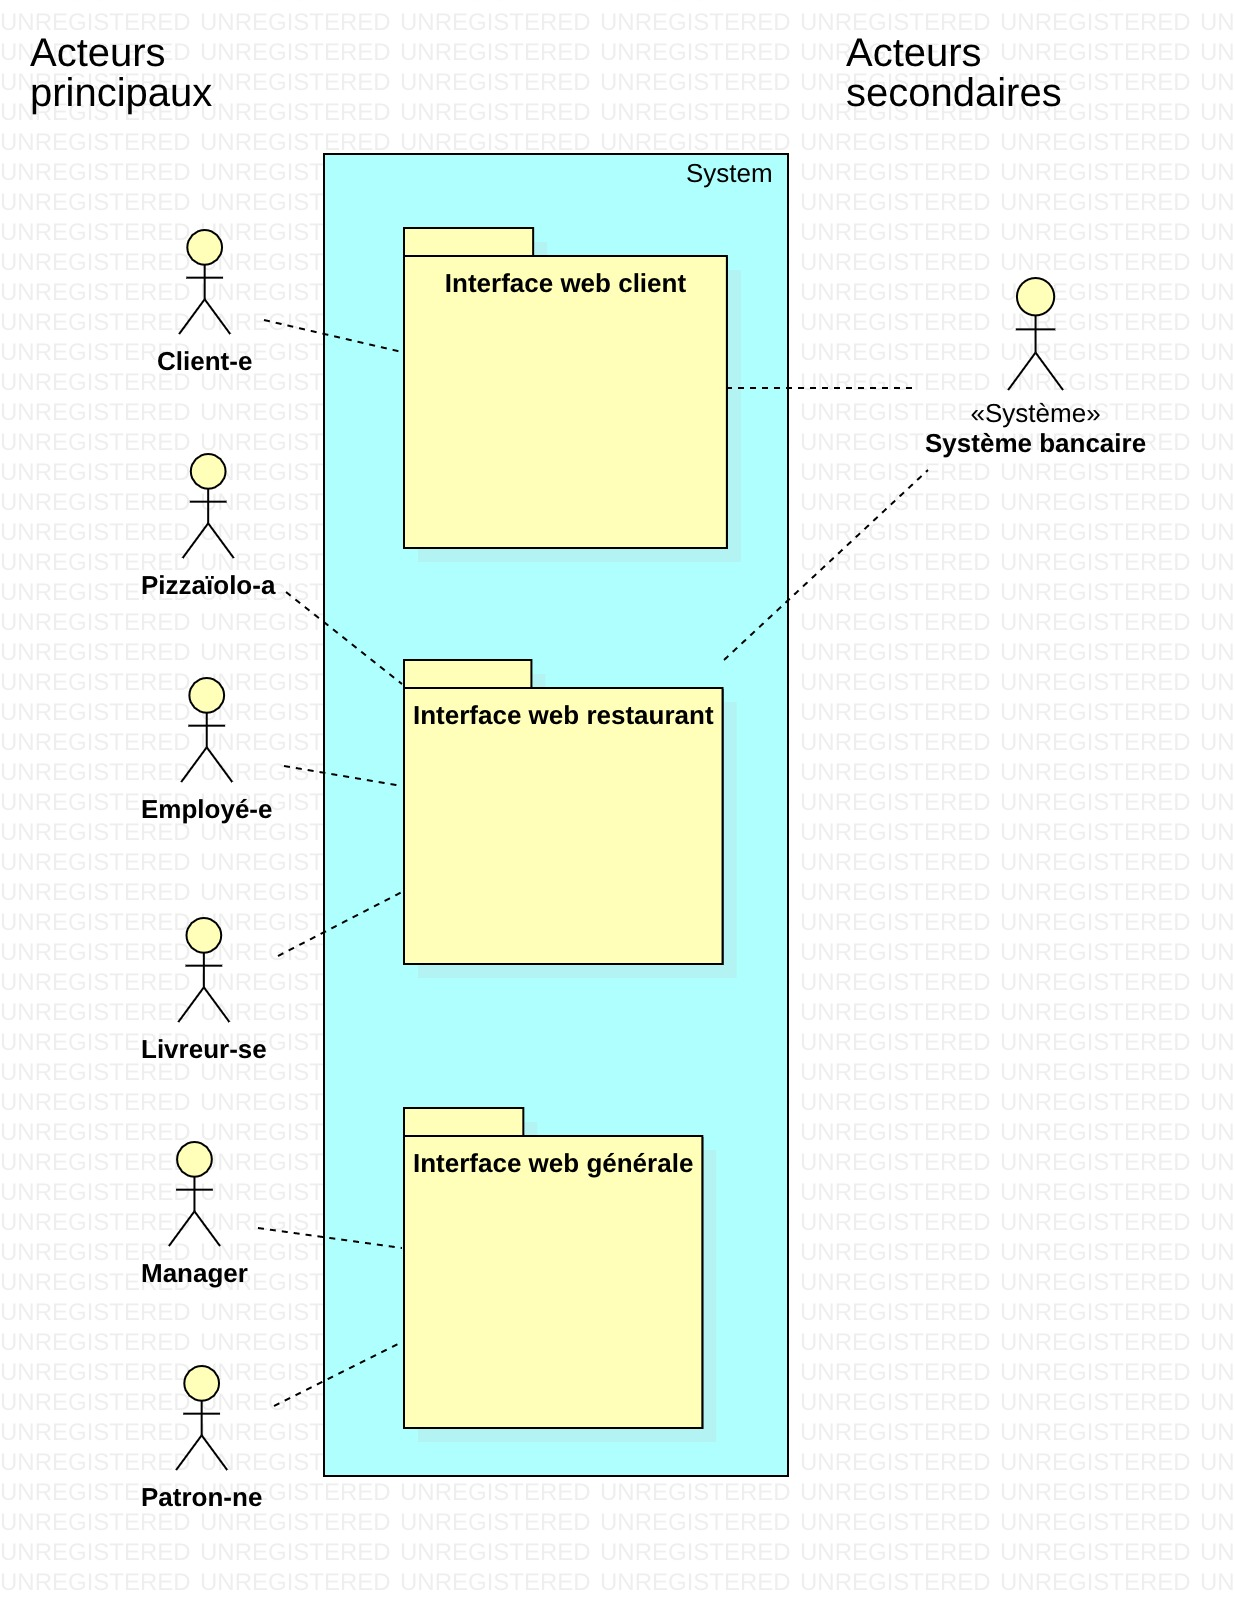 Acteurs
principaux
Acteurs
secondaires
System
Interface web client
Client-e
«Système»
Système bancaire
Pizzaïolo-a
Interface web restaurant
Employé-e
Livreur-se
Interface web générale
Manager
Patron-ne
UNREGISTERED